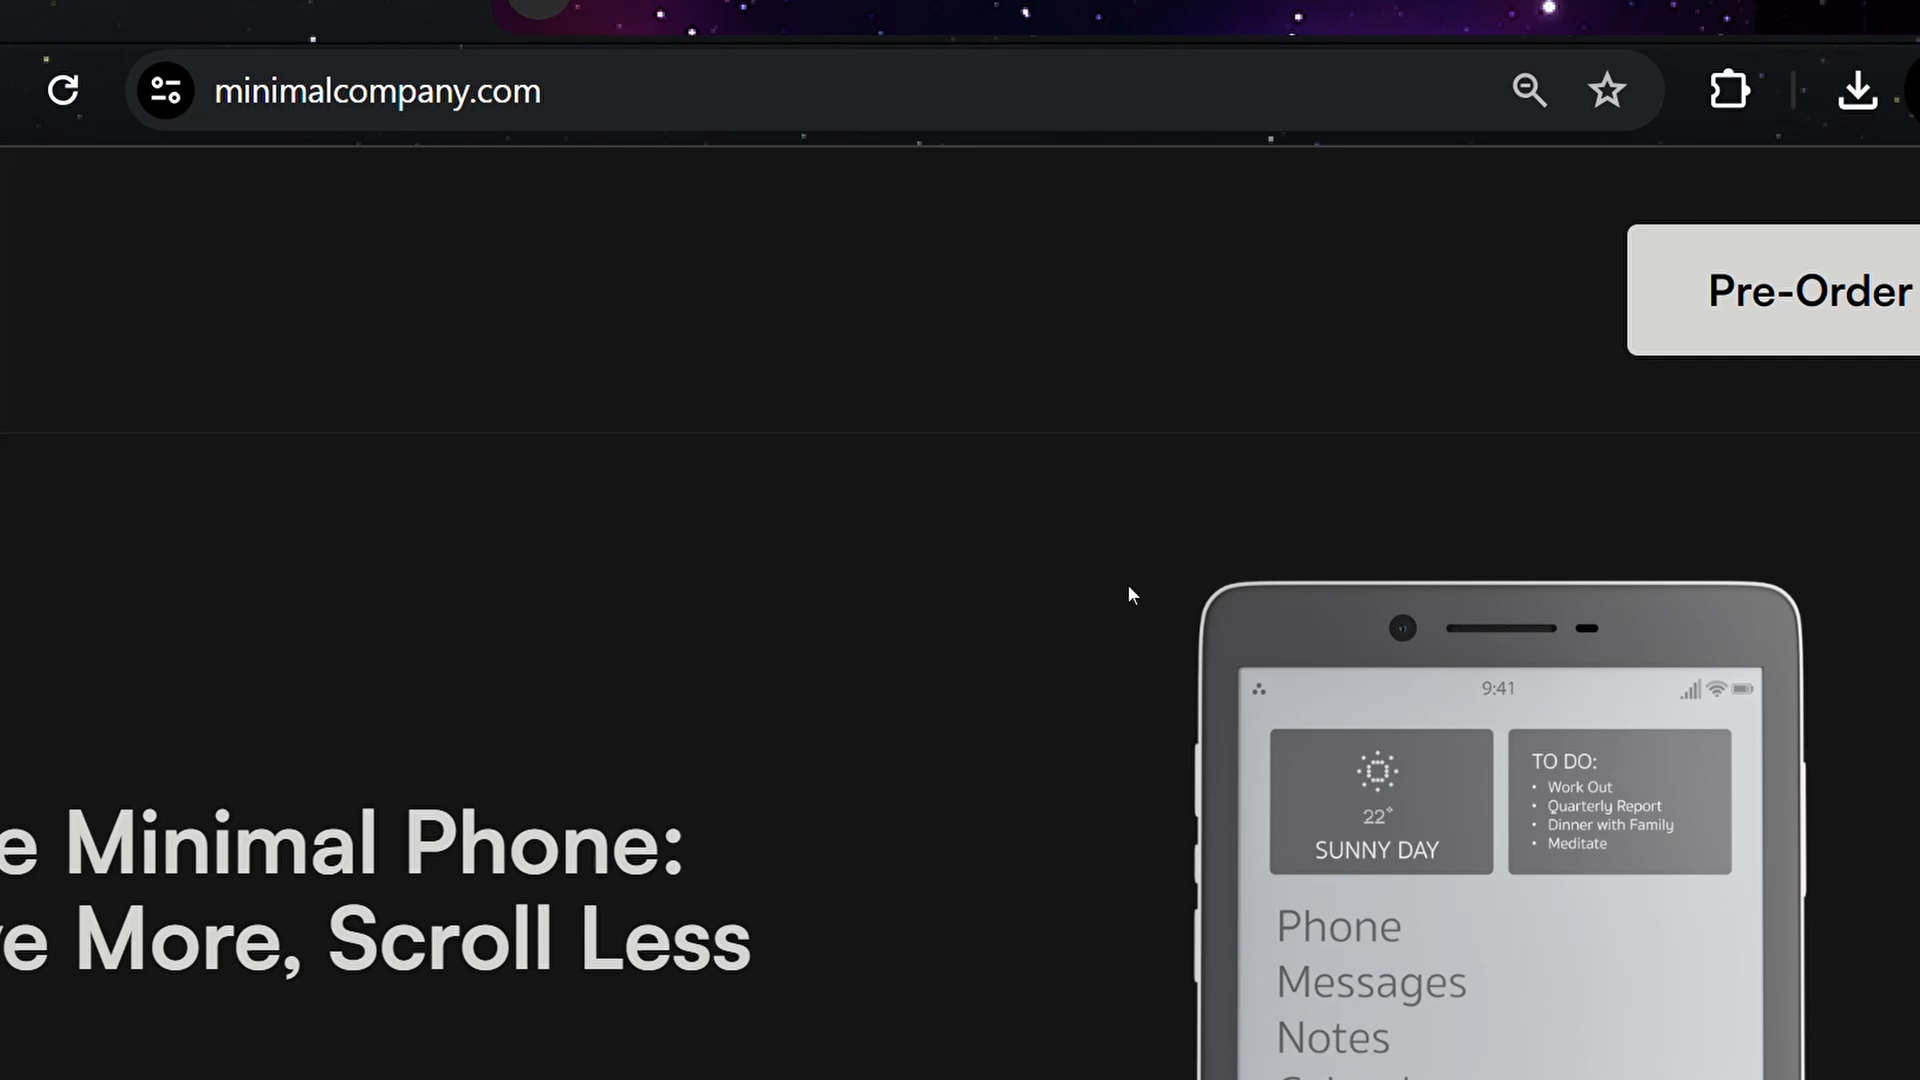 minimalcompany.com
Pre-Order
9:41
22°
SUNNY DAY
TO DO:
• Work Out
• Quarterly Report
• Dinner with Family
• Meditate
e Minimal Phone:
e More, Scroll Less
Phone
Messages
Notes